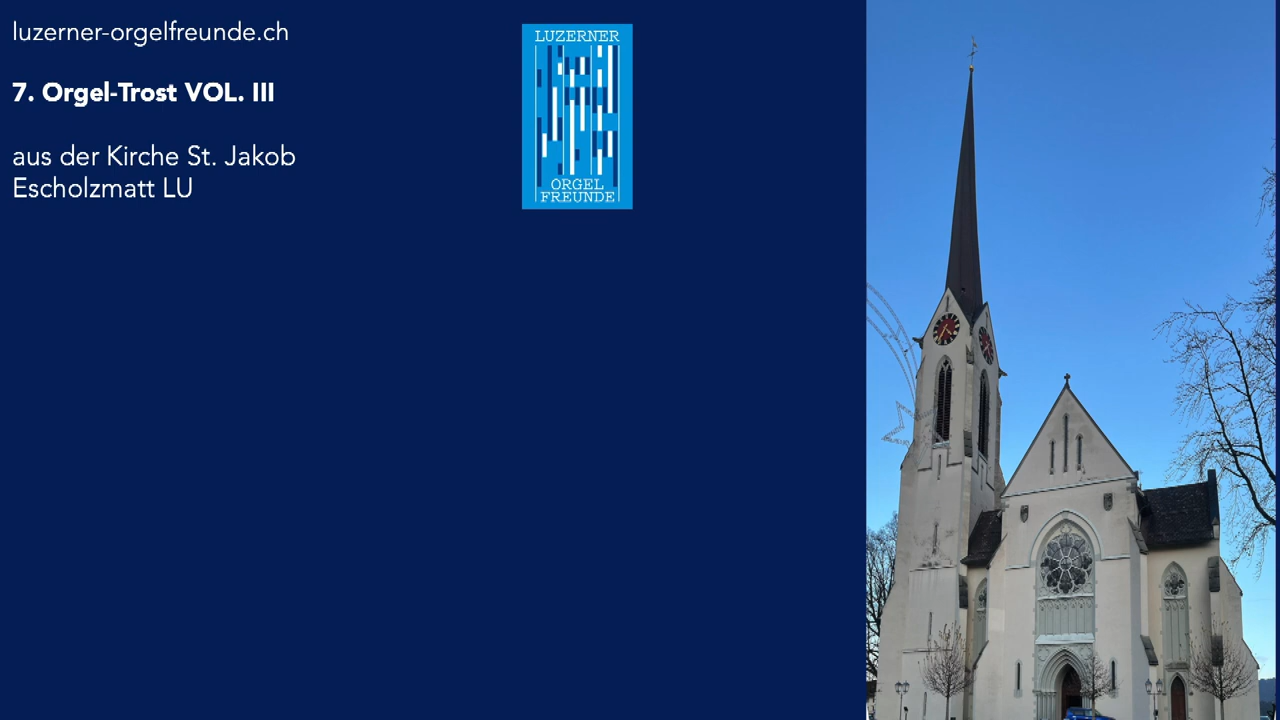 luzerner-orgelfreunde.ch
7. Orgel-Trost VOL. III
aus der Kirche St. Jakob
Escholzmatt LU
LUZERNER
ORGEL
FREUNDE